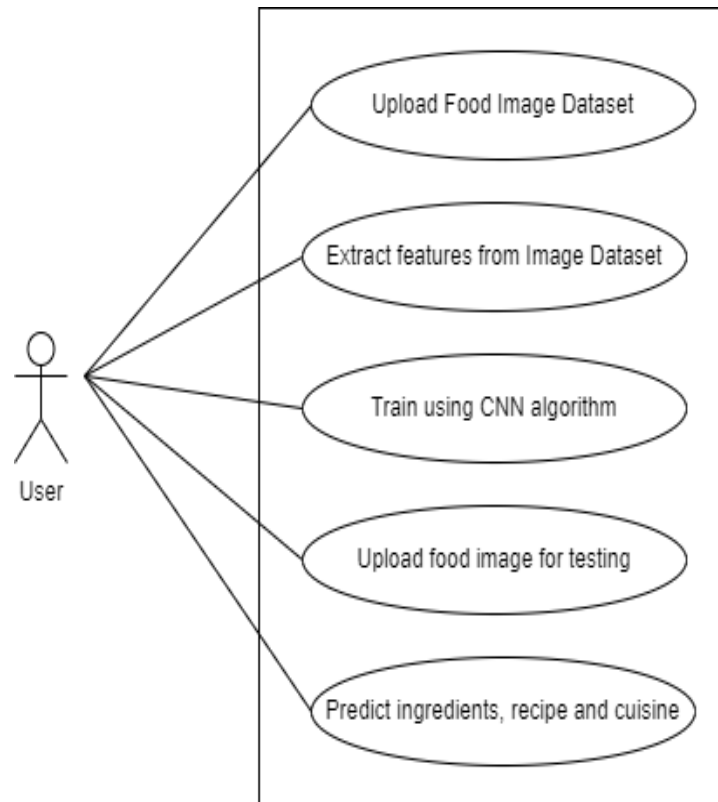 Upload Food Image Dataset
Extract features from Image Dataset
Train using CNN algorithm
User
Upload food image for testing
Predict ingredients, recipe and cuisine